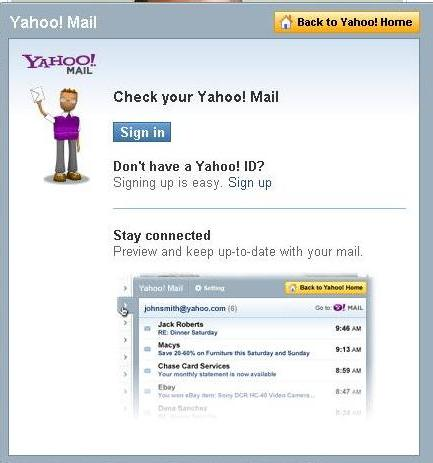 Yahoo! Mail
Back to Yahoo! Home
YAHOO!
MAIL
Check your Yahoo! Mail
Sign in
Don't have a Yahoo! ID?
Signing up is easy. Sign up
Stay connected
Preview and keep up-to-date with your mail.
Yahoo! Mail Setting Back to Yahoo! Home
johnsmith@yahoo.com (6) Go to: Y! MAIL
Jack Roberts 9:46 AM
RE: Dinner Saturday
Macys 9:13 AM
Save 20-60% on Furniture this Saturday and Sunday
Chase Card Services 8:59 AM
Your monthly statement is now available
Ebay 8:47 AM
You won eBay item: Sony DCR HC-40 Video Camera...
Dena Sanchez